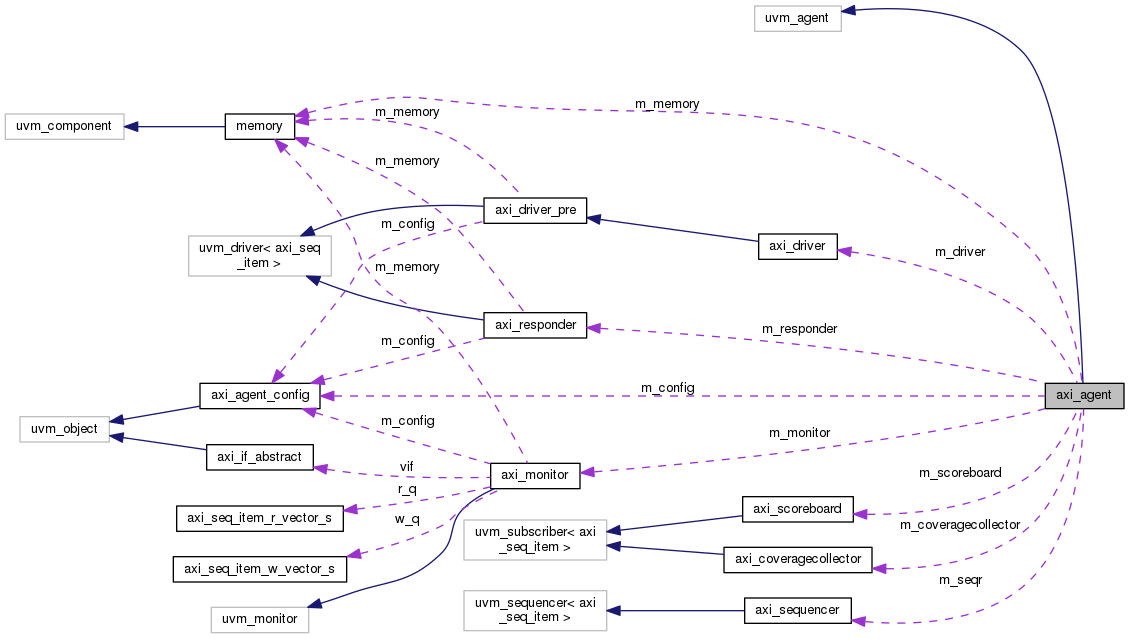 uvm_agent
m_memory
m_memory
uvm_component
memory
m_memory
axi_driver_pre
m_config
uvm_driver< axi_seq
_item >
axi_driver
m_driver
m_memory
axi_responder
m_responder
m_config
axi_agent_config
m_config
axi_agent
uvm_object
m_config
m_monitor
axi_if_abstract
vif
axi_monitor
m_scoreboard
r_q
axi_seq_item_r_vector_s
w_q
axi_scoreboard
m_coveragecollector
uvm_subscriber< axi
_seq_item >
axi_coveragecollector
axi_seq_item_w_vector_s
m_seqr
uvm_monitor
uvm_sequencer< axi
_seq_item >
axi_sequencer